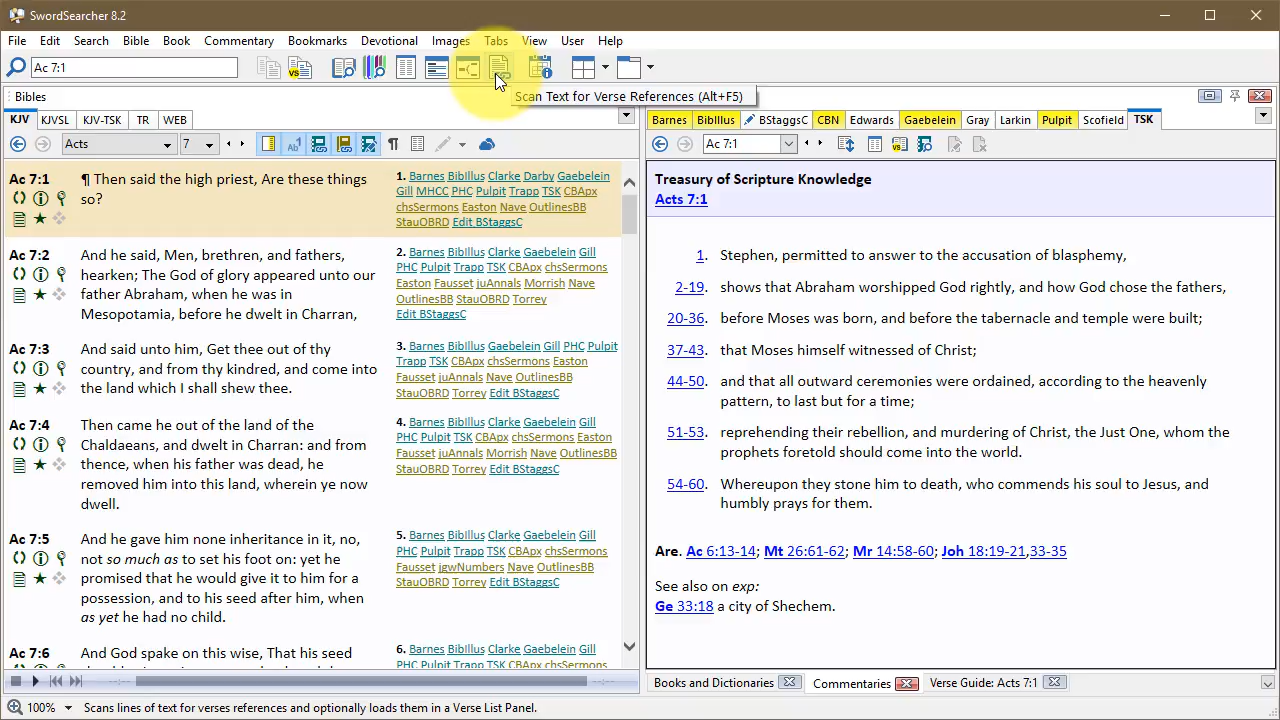 SwordSearcher 8.2
File Edit Search Bible Book Commentary Bookmarks Devotional Images Tabs View User Help
Ac 7:1
Scan Text for Verse References (Alt+F5)
Bibles
KJV KJVSL KJV-TSK TR WEB
Acts 7
Ac 7:1
¶ Then said the high priest, Are these things
so?
1. Barnes BibIllus Clarke Darby Gaebelein
Gill MHCC PHC Pulpit Trapp TSK CBApx
chsSermons Easton Nave OutlinesBB
StauOBRD Edit BStaggsC
Ac 7:2
And he said, Men, brethren, and fathers,
hearken; The God of glory appeared unto our
father Abraham, when he was in
Mesopotamia, before he dwelt in Charran,
2. Barnes BibIllus Clarke Gaebelein Gill
PHC Pulpit Trapp TSK CBApx chsSermons
Easton Fausset juAnnals Morrish Nave
OutlinesBB StauOBRD Torrey
Edit BStaggsC
Ac 7:3
And said unto him, Get thee out of thy
country, and from thy kindred, and come into
the land which I shall shew thee.
3. Barnes BibIllus Gaebelein Gill PHC Pulpit
Trapp TSK CBApx chsSermons Easton
Fausset juAnnals Nave OutlinesBB
StauOBRD Torrey Edit BStaggsC
Ac 7:4
Then came he out of the land of the
Chaldaeans, and dwelt in Charran: and from
thence, when his father was dead, he
removed him into this land, wherein ye now
dwell.
4. Barnes BibIllus Clarke Gaebelein Gill
PHC Pulpit TSK CBApx chsSermons Easton
Fausset juAnnals Morrish Nave OutlinesBB
StauOBRD Torrey Edit BStaggsC
Ac 7:5
And he gave him none inheritance in it, no,
not so much as to set his foot on: yet he
promised that he would give it to him for a
possession, and to his seed after him, when
as yet he had no child.
5. Barnes BibIllus Clarke Gaebelein Gill
PHC Pulpit Trapp TSK CBApx chsSermons
Easton jgwNumbers Nave OutlinesBB
StauOBRD Torrey Edit BStaggsC
Ac 7:6
And God spake on this wise, That his seed
6. Barnes BibIllus Clarke Gaebelein Gill
PHC Pulpit Trapp TSK CBApx chsSermons
--:-- --:--
Barnes BibIllus BStaggsC CBN Edwards Gaebelein Gray Larkin Pulpit Scofield TSK
Ac 7:1
Treasury of Scripture Knowledge
Acts 7:1
1. Stephen, permitted to answer to the accusation of blasphemy,
2-19. shows that Abraham worshipped God rightly, and how God chose the fathers,
20-36. before Moses was born, and before the tabernacle and temple were built;
37-43. that Moses himself witnessed of Christ;
44-50. and that all outward ceremonies were ordained, according to the heavenly
pattern, to last but for a time;
51-53. reprehending their rebellion, and murdering of Christ, the Just One, whom the
prophets foretold should come into the world.
54-60. Whereupon they stone him to death, who commends his soul to Jesus, and
humbly prays for them.
Are. Ac 6:13-14; Mt 26:61-62; Mr 14:58-60; Joh 18:19-21,33-35
See also on exp:
Ge 33:18 a city of Shechem.
Books and Dictionaries Commentaries Verse Guide: Acts 7:1
100% Scans lines of text for verses references and optionally loads them in a Verse List Panel.